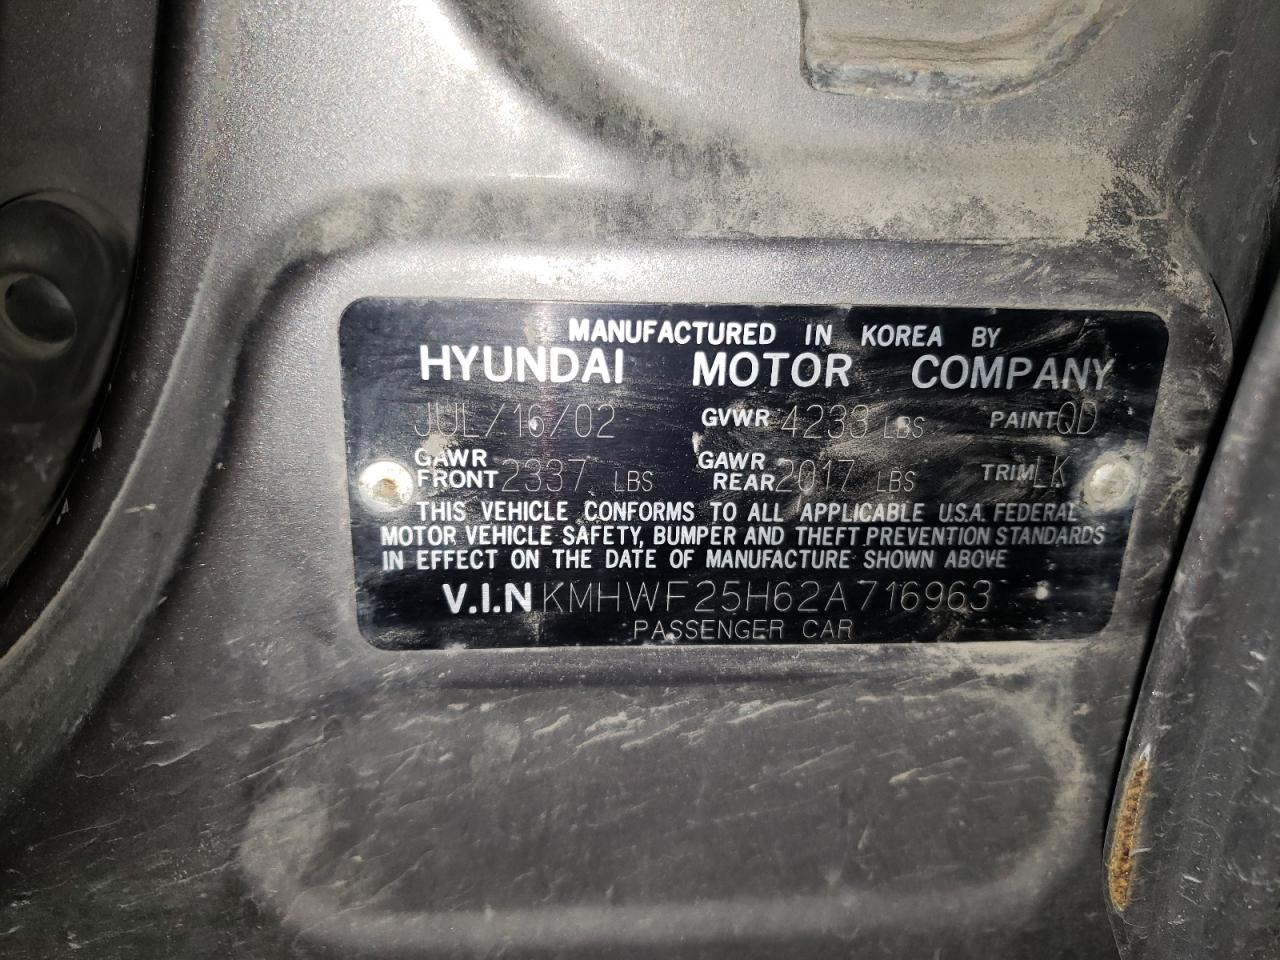 MANUFACTURED IN KOREA BY
HYUNDAI MOTOR COMPANY
JUL/16/02 GVWR 4233 LBS PAINT QD
GAWR FRONT 2337 LBS GAWR REAR 2017 LBS TRIM LK
THIS VEHICLE CONFORMS TO ALL APPLICABLE U.S.A. FEDERAL
MOTOR VEHICLE SAFETY, BUMPER AND THEFT PREVENTION STANDARDS
IN EFFECT ON THE DATE OF MANUFACTURE SHOWN ABOVE
V.I.N KMHWF25H62A716963
PASSENGER CAR